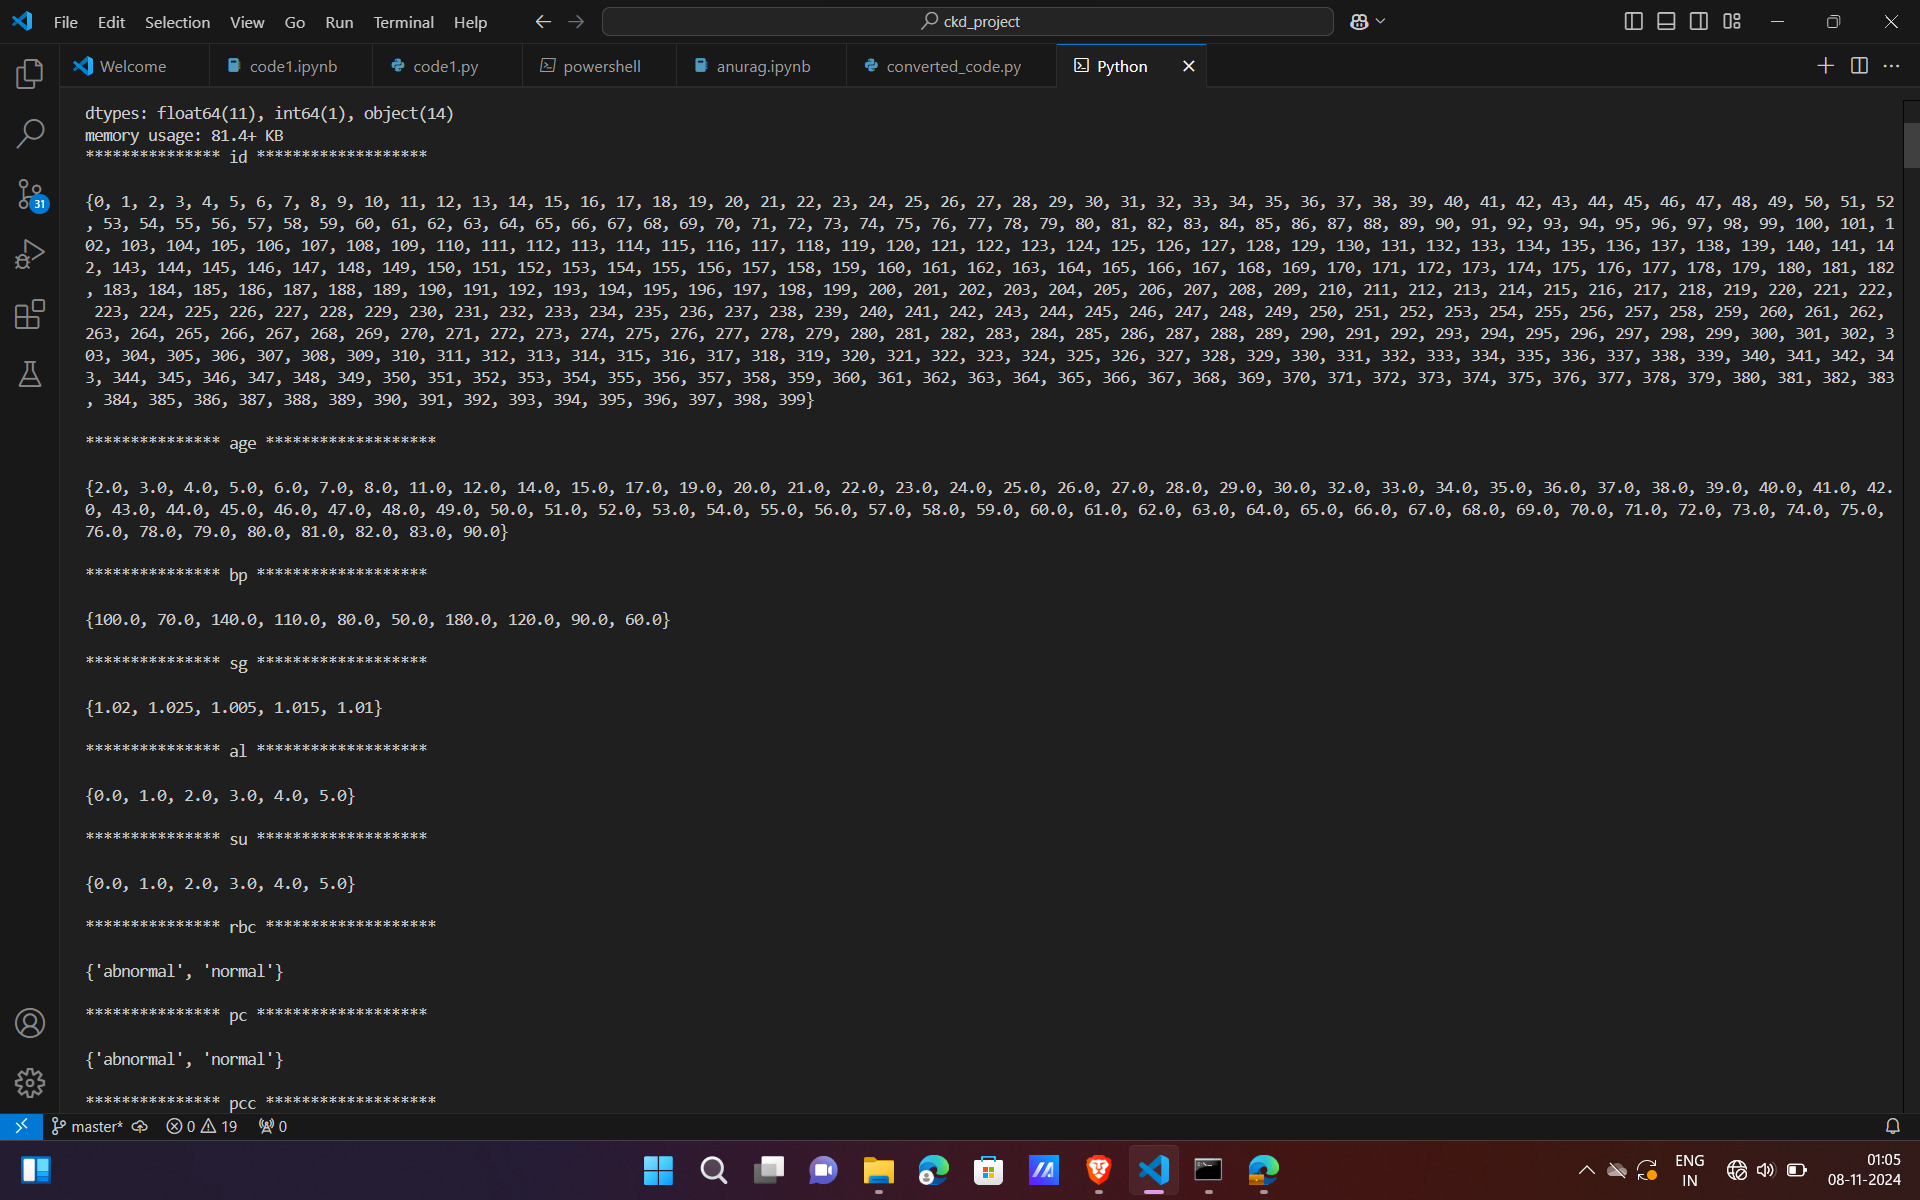 File Edit Selection View Go Run Terminal Help
ckd_project
Welcome code1.ipynb code1.py powershell anurag.ipynb converted_code.py Python
dtypes: float64(11), int64(1), object(14)
memory usage: 81.4+ KB
*************** id *******************
{0, 1, 2, 3, 4, 5, 6, 7, 8, 9, 10, 11, 12, 13, 14, 15, 16, 17, 18, 19, 20, 21, 22, 23, 24, 25, 26, 27, 28, 29, 30, 31, 32, 33, 34, 35, 36, 37, 38, 39, 40, 41, 42, 43, 44, 45, 46, 47, 48, 49, 50, 51, 52
, 53, 54, 55, 56, 57, 58, 59, 60, 61, 62, 63, 64, 65, 66, 67, 68, 69, 70, 71, 72, 73, 74, 75, 76, 77, 78, 79, 80, 81, 82, 83, 84, 85, 86, 87, 88, 89, 90, 91, 92, 93, 94, 95, 96, 97, 98, 99, 100, 101, 1
02, 103, 104, 105, 106, 107, 108, 109, 110, 111, 112, 113, 114, 115, 116, 117, 118, 119, 120, 121, 122, 123, 124, 125, 126, 127, 128, 129, 130, 131, 132, 133, 134, 135, 136, 137, 138, 139, 140, 141, 14
2, 143, 144, 145, 146, 147, 148, 149, 150, 151, 152, 153, 154, 155, 156, 157, 158, 159, 160, 161, 162, 163, 164, 165, 166, 167, 168, 169, 170, 171, 172, 173, 174, 175, 176, 177, 178, 179, 180, 181, 182
, 183, 184, 185, 186, 187, 188, 189, 190, 191, 192, 193, 194, 195, 196, 197, 198, 199, 200, 201, 202, 203, 204, 205, 206, 207, 208, 209, 210, 211, 212, 213, 214, 215, 216, 217, 218, 219, 220, 221, 222,
223, 224, 225, 226, 227, 228, 229, 230, 231, 232, 233, 234, 235, 236, 237, 238, 239, 240, 241, 242, 243, 244, 245, 246, 247, 248, 249, 250, 251, 252, 253, 254, 255, 256, 257, 258, 259, 260, 261, 262,
263, 264, 265, 266, 267, 268, 269, 270, 271, 272, 273, 274, 275, 276, 277, 278, 279, 280, 281, 282, 283, 284, 285, 286, 287, 288, 289, 290, 291, 292, 293, 294, 295, 296, 297, 298, 299, 300, 301, 302, 3
03, 304, 305, 306, 307, 308, 309, 310, 311, 312, 313, 314, 315, 316, 317, 318, 319, 320, 321, 322, 323, 324, 325, 326, 327, 328, 329, 330, 331, 332, 333, 334, 335, 336, 337, 338, 339, 340, 341, 342, 34
3, 344, 345, 346, 347, 348, 349, 350, 351, 352, 353, 354, 355, 356, 357, 358, 359, 360, 361, 362, 363, 364, 365, 366, 367, 368, 369, 370, 371, 372, 373, 374, 375, 376, 377, 378, 379, 380, 381, 382, 383
, 384, 385, 386, 387, 388, 389, 390, 391, 392, 393, 394, 395, 396, 397, 398, 399}
*************** age *******************
{2.0, 3.0, 4.0, 5.0, 6.0, 7.0, 8.0, 11.0, 12.0, 14.0, 15.0, 17.0, 19.0, 20.0, 21.0, 22.0, 23.0, 24.0, 25.0, 26.0, 27.0, 28.0, 29.0, 30.0, 32.0, 33.0, 34.0, 35.0, 36.0, 37.0, 38.0, 39.0, 40.0, 41.0, 42.
0, 43.0, 44.0, 45.0, 46.0, 47.0, 48.0, 49.0, 50.0, 51.0, 52.0, 53.0, 54.0, 55.0, 56.0, 57.0, 58.0, 59.0, 60.0, 61.0, 62.0, 63.0, 64.0, 65.0, 66.0, 67.0, 68.0, 69.0, 70.0, 71.0, 72.0, 73.0, 74.0, 75.0,
76.0, 78.0, 79.0, 80.0, 81.0, 82.0, 83.0, 90.0}
*************** bp *******************
{100.0, 70.0, 140.0, 110.0, 80.0, 50.0, 180.0, 120.0, 90.0, 60.0}
*************** sg *******************
{1.02, 1.025, 1.005, 1.015, 1.01}
*************** al *******************
{0.0, 1.0, 2.0, 3.0, 4.0, 5.0}
*************** su *******************
{0.0, 1.0, 2.0, 3.0, 4.0, 5.0}
*************** rbc *******************
{'abnormal', 'normal'}
*************** pc *******************
{'abnormal', 'normal'}
*************** pcc *******************
31
master* 0 19 0
ENG
IN
01:05
08-11-2024